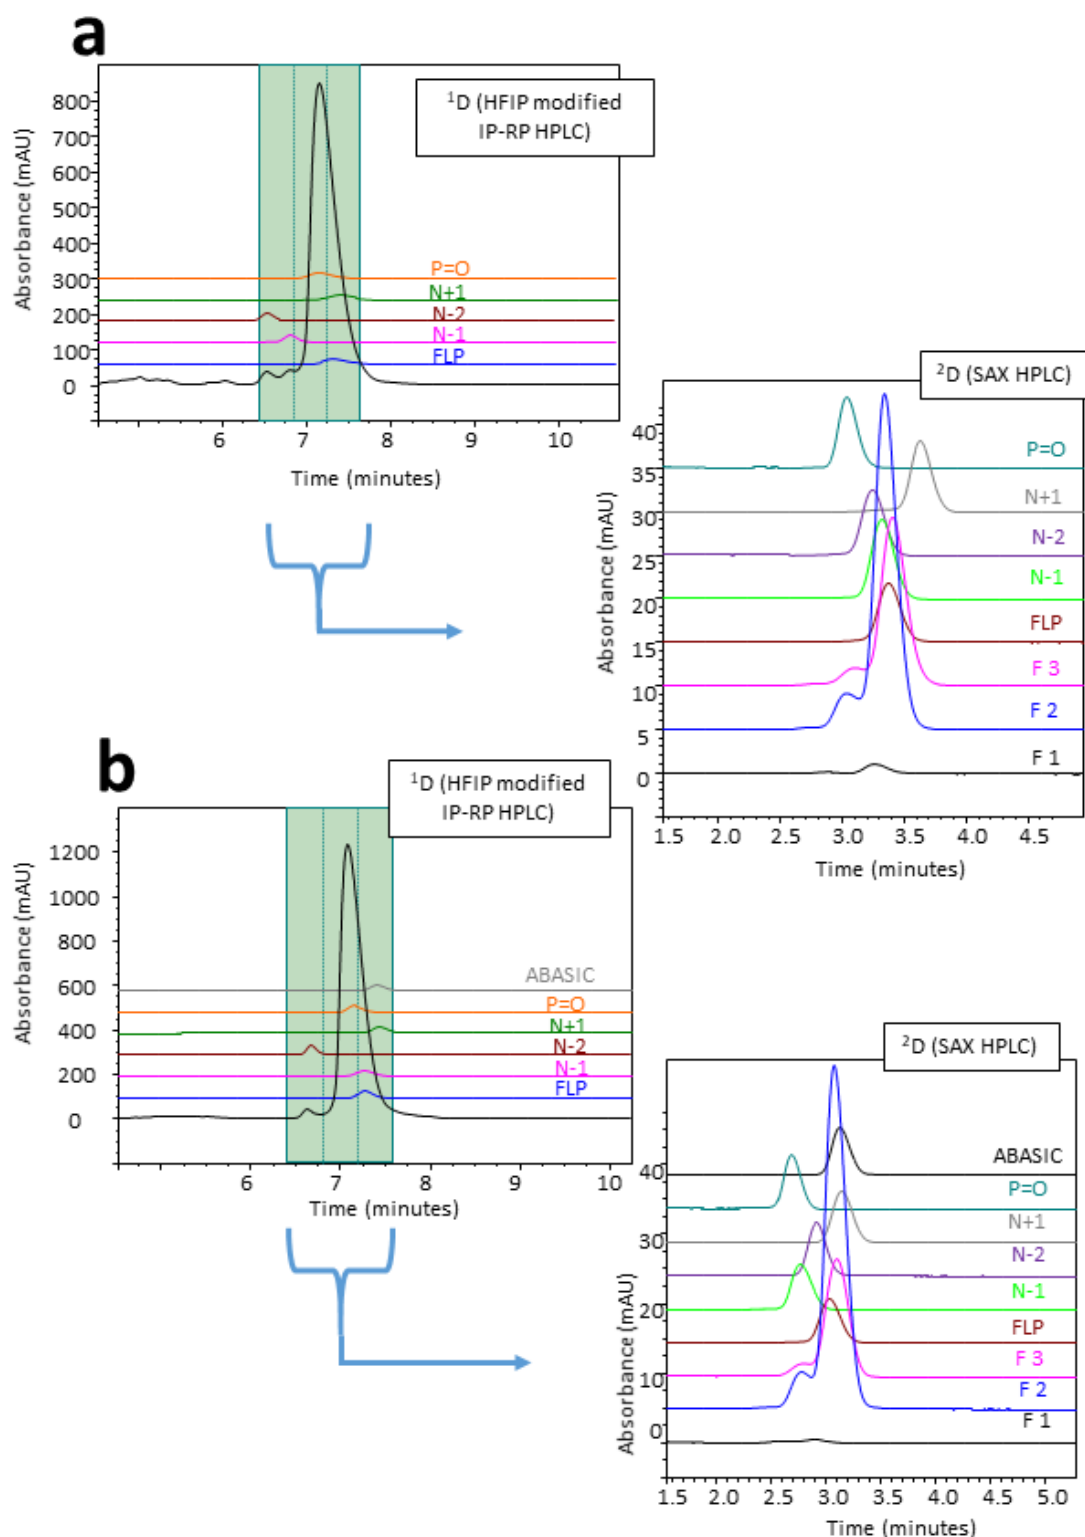 a
¹D (HFIP modified
IP-RP HPLC)
Absorbance (mAU)
800
700
600
500
400
300
200
100
0
P=O
N+1
N-2
N-1
FLP
6 7 8 9 10
Time (minutes)
²D (SAX HPLC)
Absorbance (mAU)
40
35
30
25
20
15
10
5
0
P=O
N+1
N-2
N-1
FLP
F 3
F 2
F 1
1.5 2.0 3.0 3.5 4.0 4.5
Time (minutes)
b
¹D (HFIP modified
IP-RP HPLC)
Absorbance (mAU)
1200
1000
800
600
400
200
0
ABASIC
P=O
N+1
N-2
N-1
FLP
6 7 8 9 10
Time (minutes)
²D (SAX HPLC)
Absorbance (mAU)
40
30
20
10
0
ABASIC
P=O
N+1
N-2
N-1
FLP
F 3
F 2
F 1
1.5 2.0 2.5 3.0 3.5 4.0 4.5 5.0
Time (minutes)